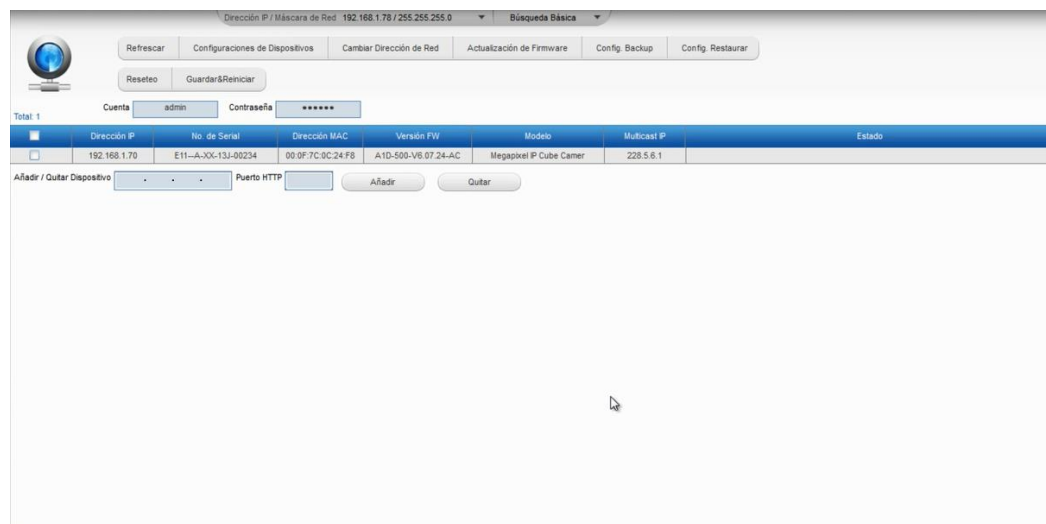 Dirección IP / Máscara de Red 192.168.1.78 / 255.255.255.0 Búsqueda Básica
Refrescar Configuraciones de Dispositivos Cambiar Dirección de Red Actualización de Firmware Config. Backup Config. Restaurar
Reseteo Guardar&Reiniciar
Cuenta admin Contraseña ••••••
Total: 1
Dirección IP No. de Serial Dirección MAC Versión FW Modelo Multicast IP Estado
192.168.1.70 E11--A-XX-13J-00234 00:0F:7C:0C:24:F8 A1D-500-V6.07.24-AC Megapixel IP Cube Camer 228.5.6.1
Añadir / Quitar Dispositivo . . . Puerto HTTP Añadir Quitar